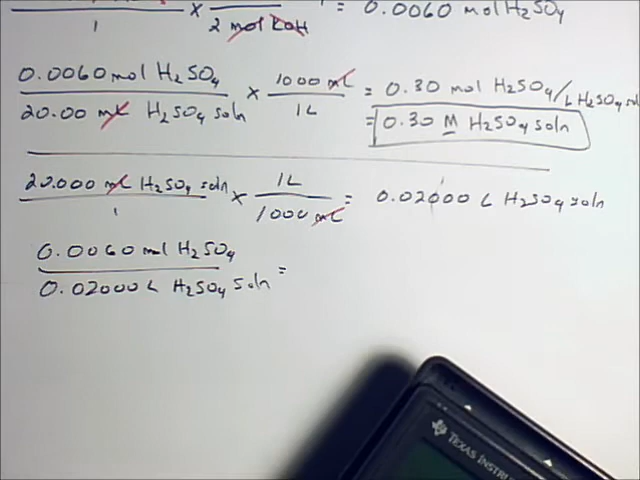 1 × 2 mol KOH = 0.0060 mol H2SO4
0.0060 mol H2SO4 / 20.00 mL H2SO4 soln × 1000 mL / 1L = 0.30 mol H2SO4/L H2SO4 soln
= 0.30 M H2SO4 soln
20.000 mL H2SO4 soln / 1 × 1L / 1000 mL = 0.02000 L H2SO4 soln
0.0060 mol H2SO4 / 0.02000 L H2SO4 soln =
TEXAS INSTRU